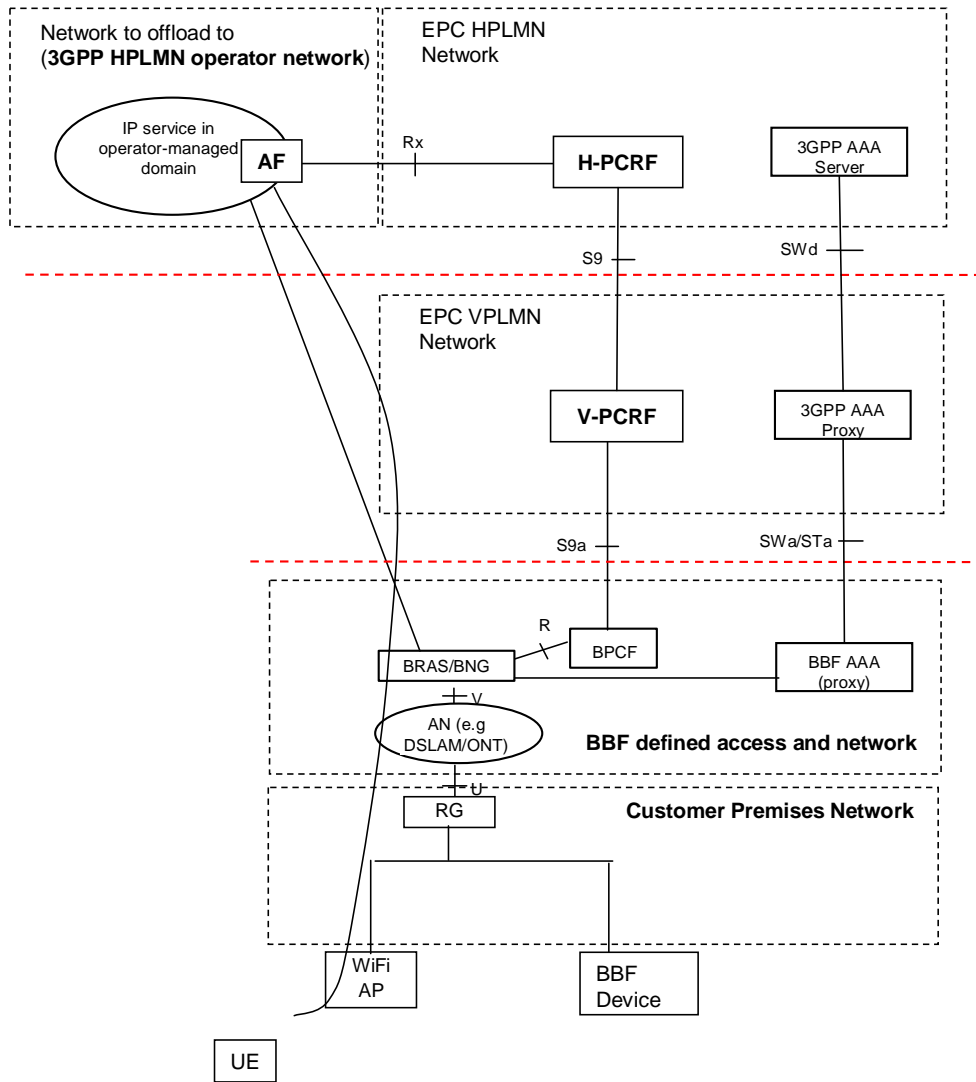 Network to offload to
(3GPP HPLMN operator network)
EPC HPLMN
Network
IP service in
operator-managed
domain
AF
Rx
H-PCRF
3GPP AAA
Server
S9
SWd
EPC VPLMN
Network
V-PCRF
3GPP AAA
Proxy
S9a
SWa/STa
R
BPCF
BRAS/BNG
BBF AAA
(proxy)
V
AN (e.g
DSLAM/ONT)
BBF defined access and network
U
RG
Customer Premises Network
WiFi
AP
BBF
Device
UE